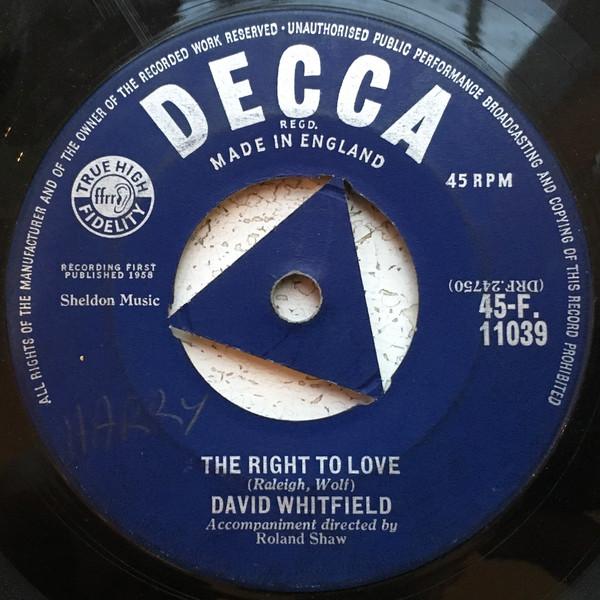 ALL RIGHTS OF THE MANUFACTURER AND OF THE OWNER OF THE RECORDED WORK RESERVED · UNAUTHORISED PUBLIC PERFORMANCE BROADCASTING AND COPYING OF THIS RECORD PROHIBITED
DECCA
REGD.
MADE IN ENGLAND
45 RPM
TRUE HIGH
ffrr
FIDELITY
RECORDING FIRST
PUBLISHED 1958
Sheldon Music
(DRF.24750)
45-F.
11039
HARRY
THE RIGHT TO LOVE
(Raleigh, Wolf)
DAVID WHITFIELD
Accompaniment directed by
Roland Shaw